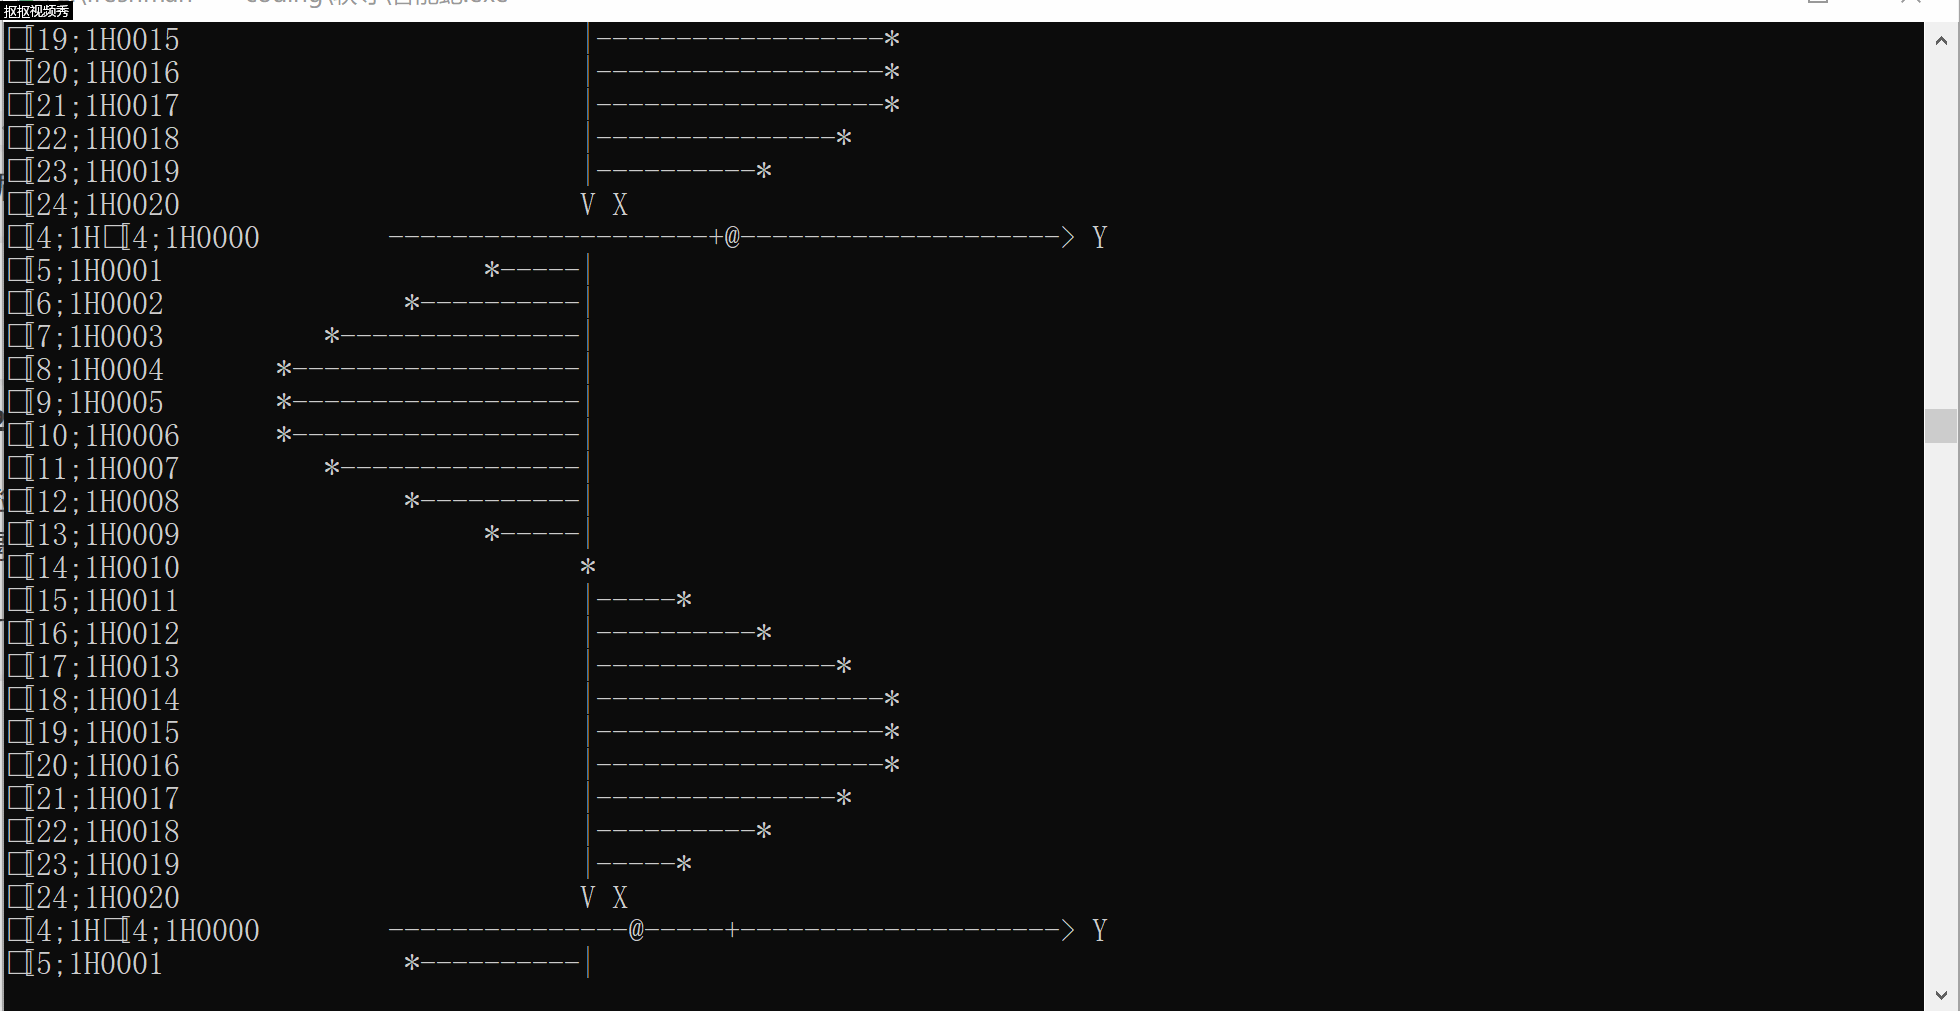 抠抠视频秀
□[19;1H0015 |------------------*
□[20;1H0016 |------------------*
□[21;1H0017 |------------------*
□[22;1H0018 |---------------*
□[23;1H0019 |----------*
□[24;1H0020 V X
□[4;1H□[4;1H0000 --------------------+@--------------------> Y
□[5;1H0001 *-----|
□[6;1H0002 *----------|
□[7;1H0003 *---------------|
□[8;1H0004 *------------------|
□[9;1H0005 *------------------|
□[10;1H0006 *------------------|
□[11;1H0007 *---------------|
□[12;1H0008 *----------|
□[13;1H0009 *-----|
□[14;1H0010 *
□[15;1H0011 |-----*
□[16;1H0012 |----------*
□[17;1H0013 |---------------*
□[18;1H0014 |------------------*
□[19;1H0015 |------------------*
□[20;1H0016 |------------------*
□[21;1H0017 |---------------*
□[22;1H0018 |----------*
□[23;1H0019 |-----*
□[24;1H0020 V X
□[4;1H□[4;1H0000 ---------------@-----+--------------------> Y
□[5;1H0001 *----------|